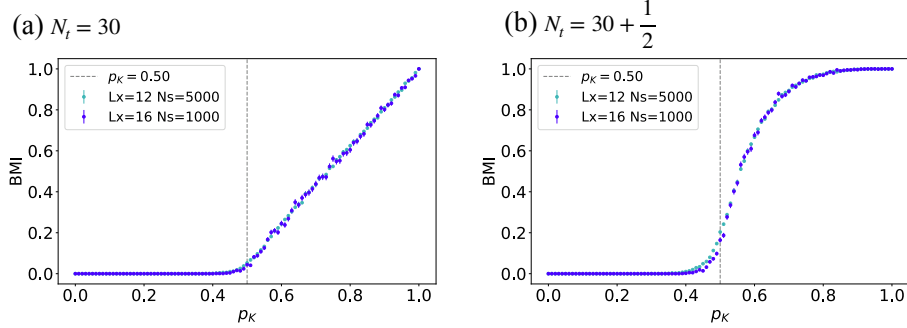 (a) N_t = 30
BMI
1.0
0.8
0.6
0.4
0.2
0.0
p_K = 0.50
Lx=12 Ns=5000
Lx=16 Ns=1000
0.0 0.2 0.4 0.6 0.8 1.0
p_K
(b) N_t = 30 + 1/2
BMI
1.0
0.8
0.6
0.4
0.2
0.0
p_K = 0.50
Lx=12 Ns=5000
Lx=16 Ns=1000
0.0 0.2 0.4 0.6 0.8 1.0
p_K